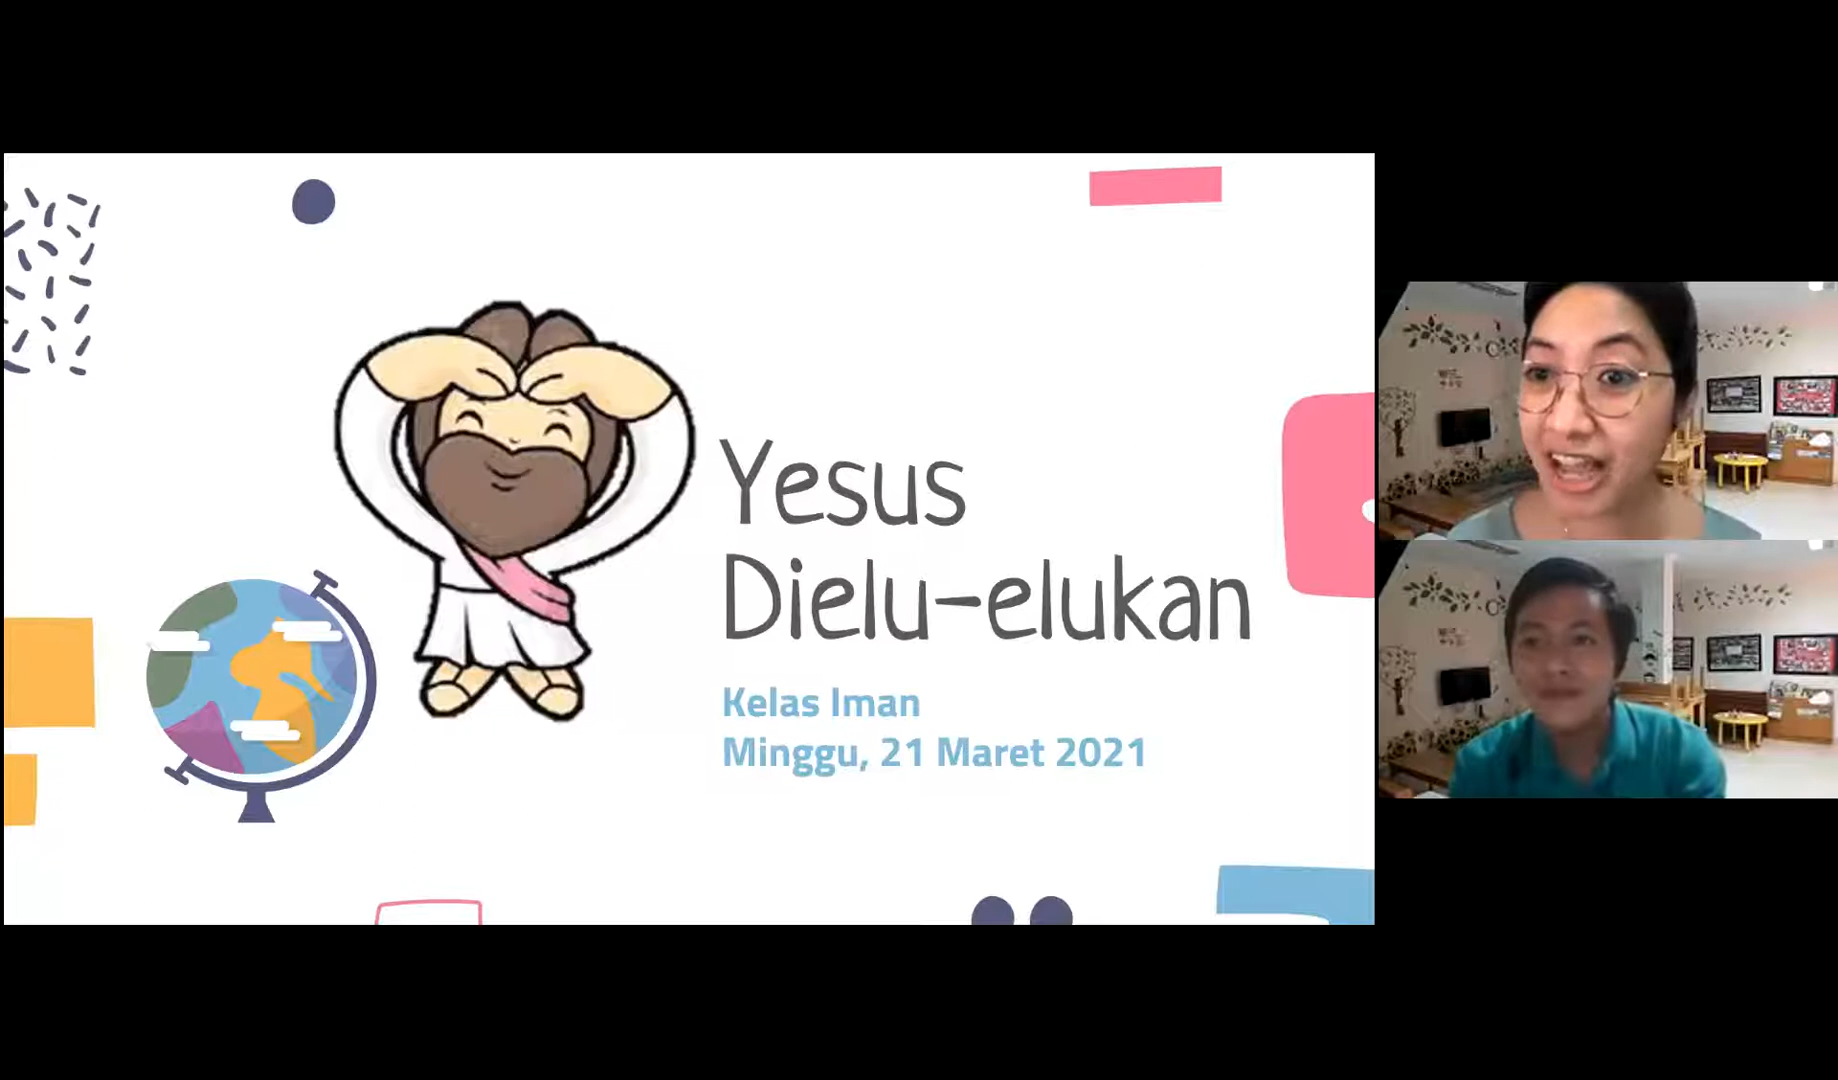 Yesus
Dielu-elukan
Kelas Iman
Minggu, 21 Maret 2021